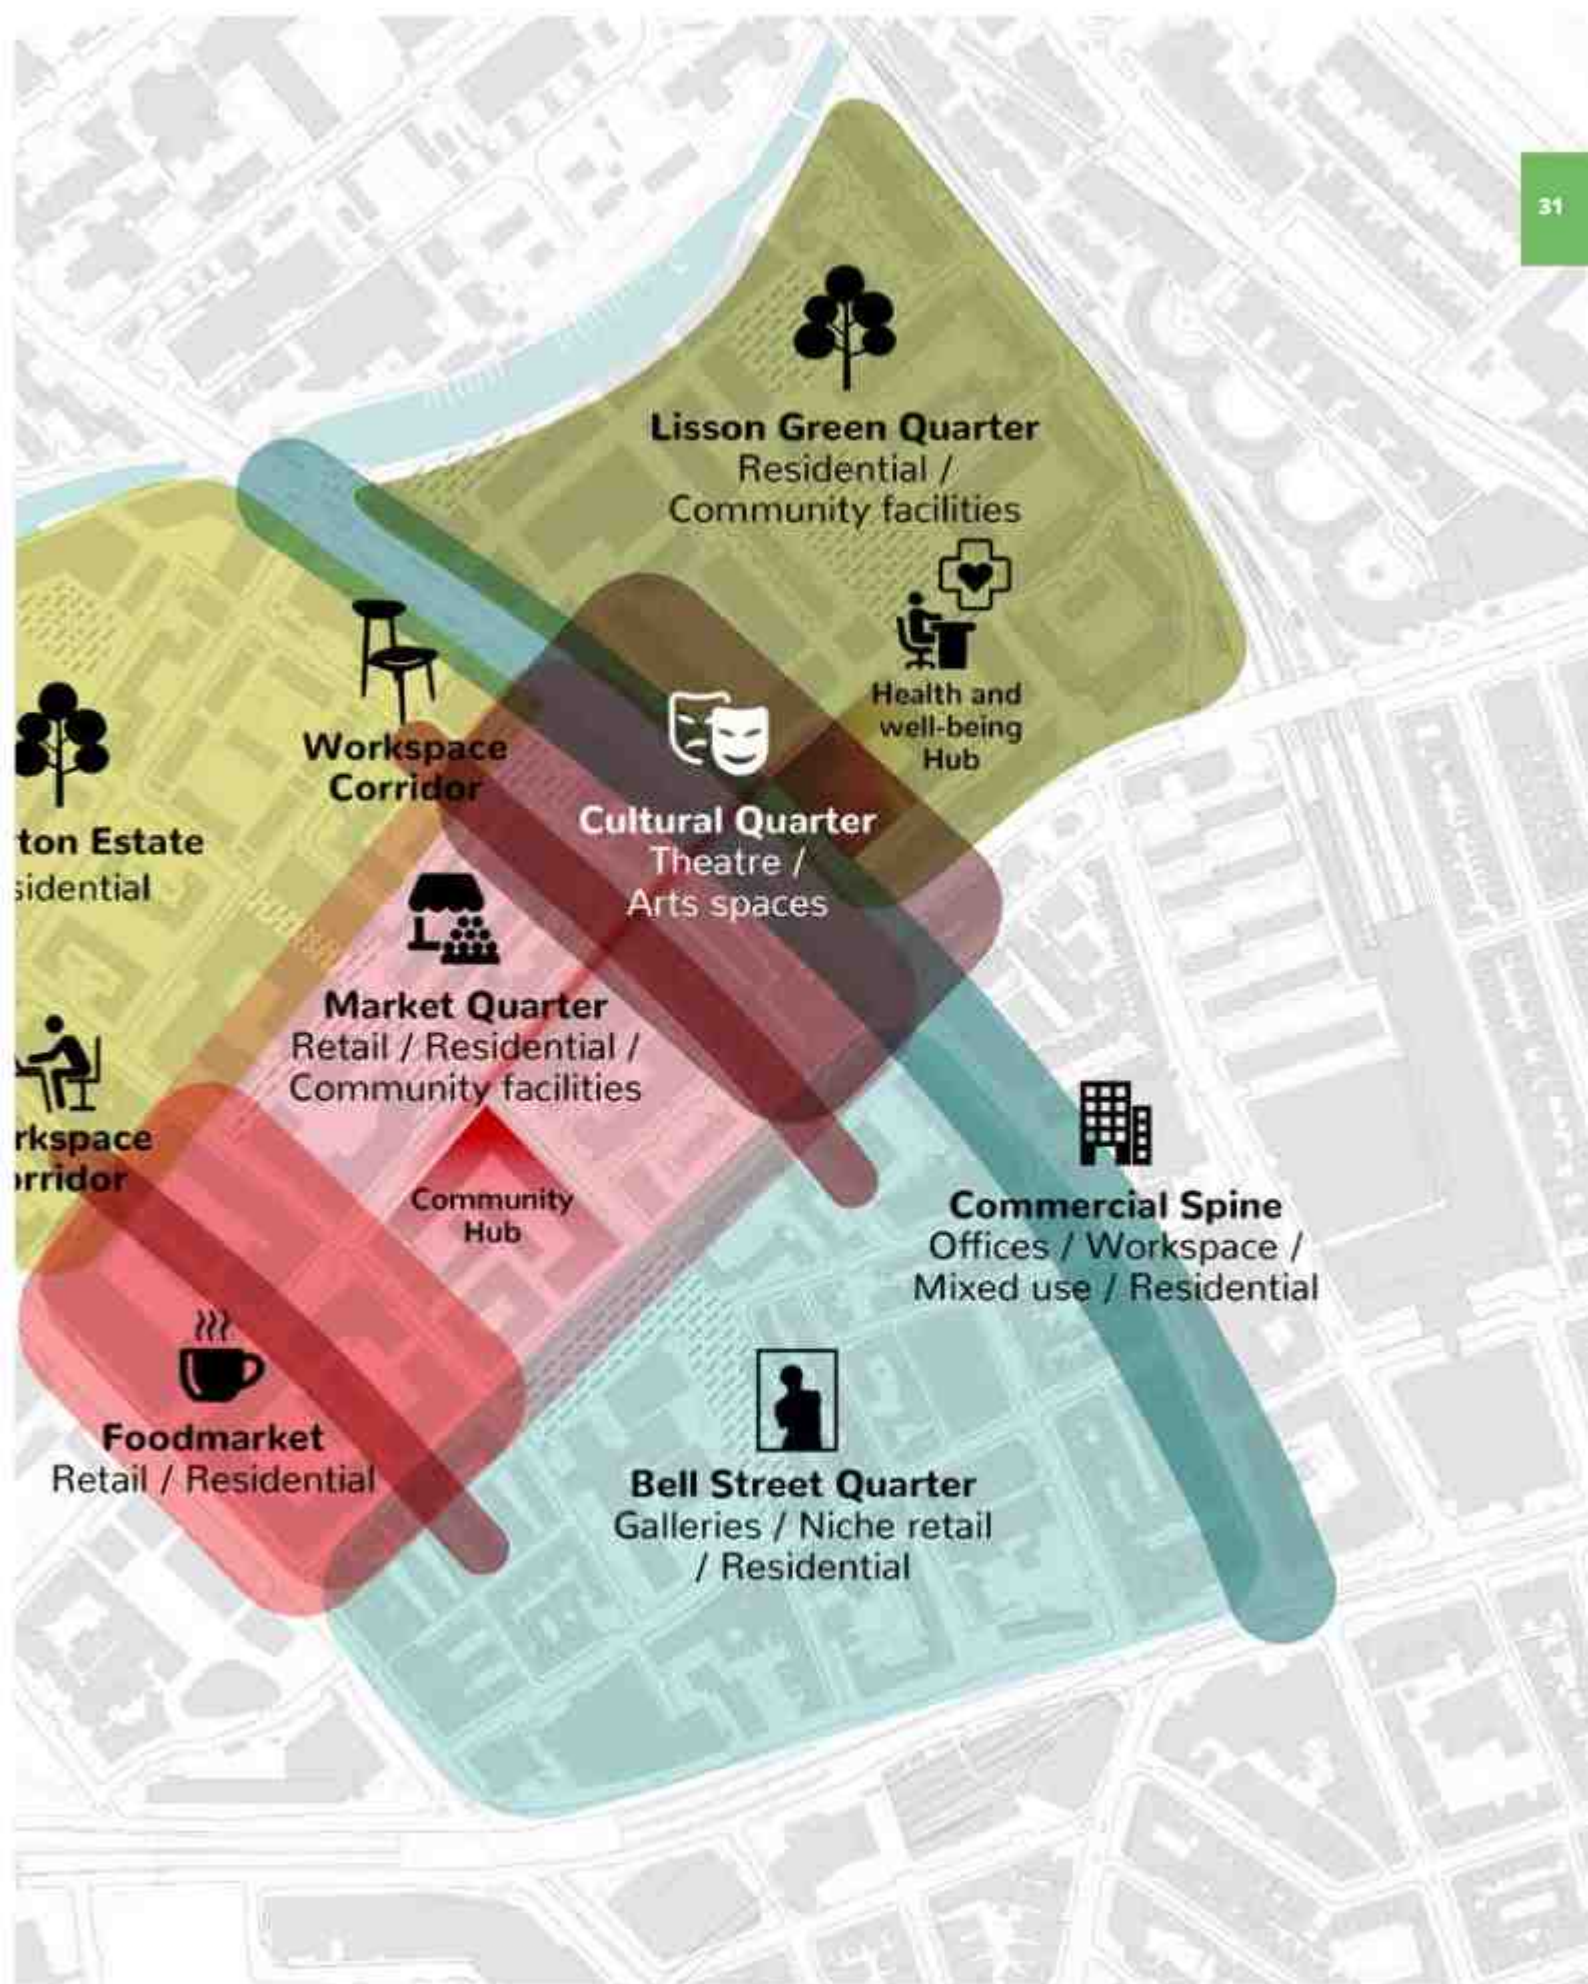 31
Lisson Green Quarter
Residential /
Community facilities
Health and
well-being
Hub
Workspace
Corridor
Cultural Quarter
Theatre /
Arts spaces
ton Estate
sidential
Market Quarter
Retail / Residential /
Community facilities
rkspace
orridor
Community
Hub
Commercial Spine
Offices / Workspace /
Mixed use / Residential
Foodmarket
Retail / Residential
Bell Street Quarter
Galleries / Niche retail
/ Residential